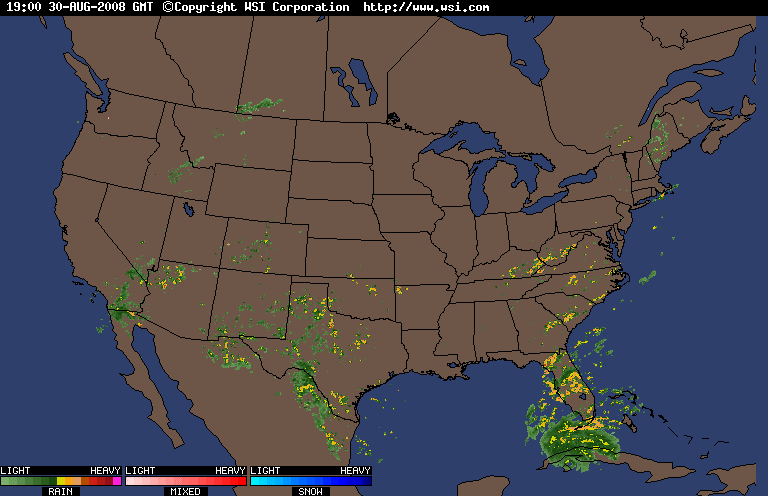 19:00 30-AUG-2008 GMT ©Copyright WSI Corporation http://www.wsi.com
LIGHT HEAVY LIGHT HEAVY LIGHT HEAVY
RAIN MIXED SNOW